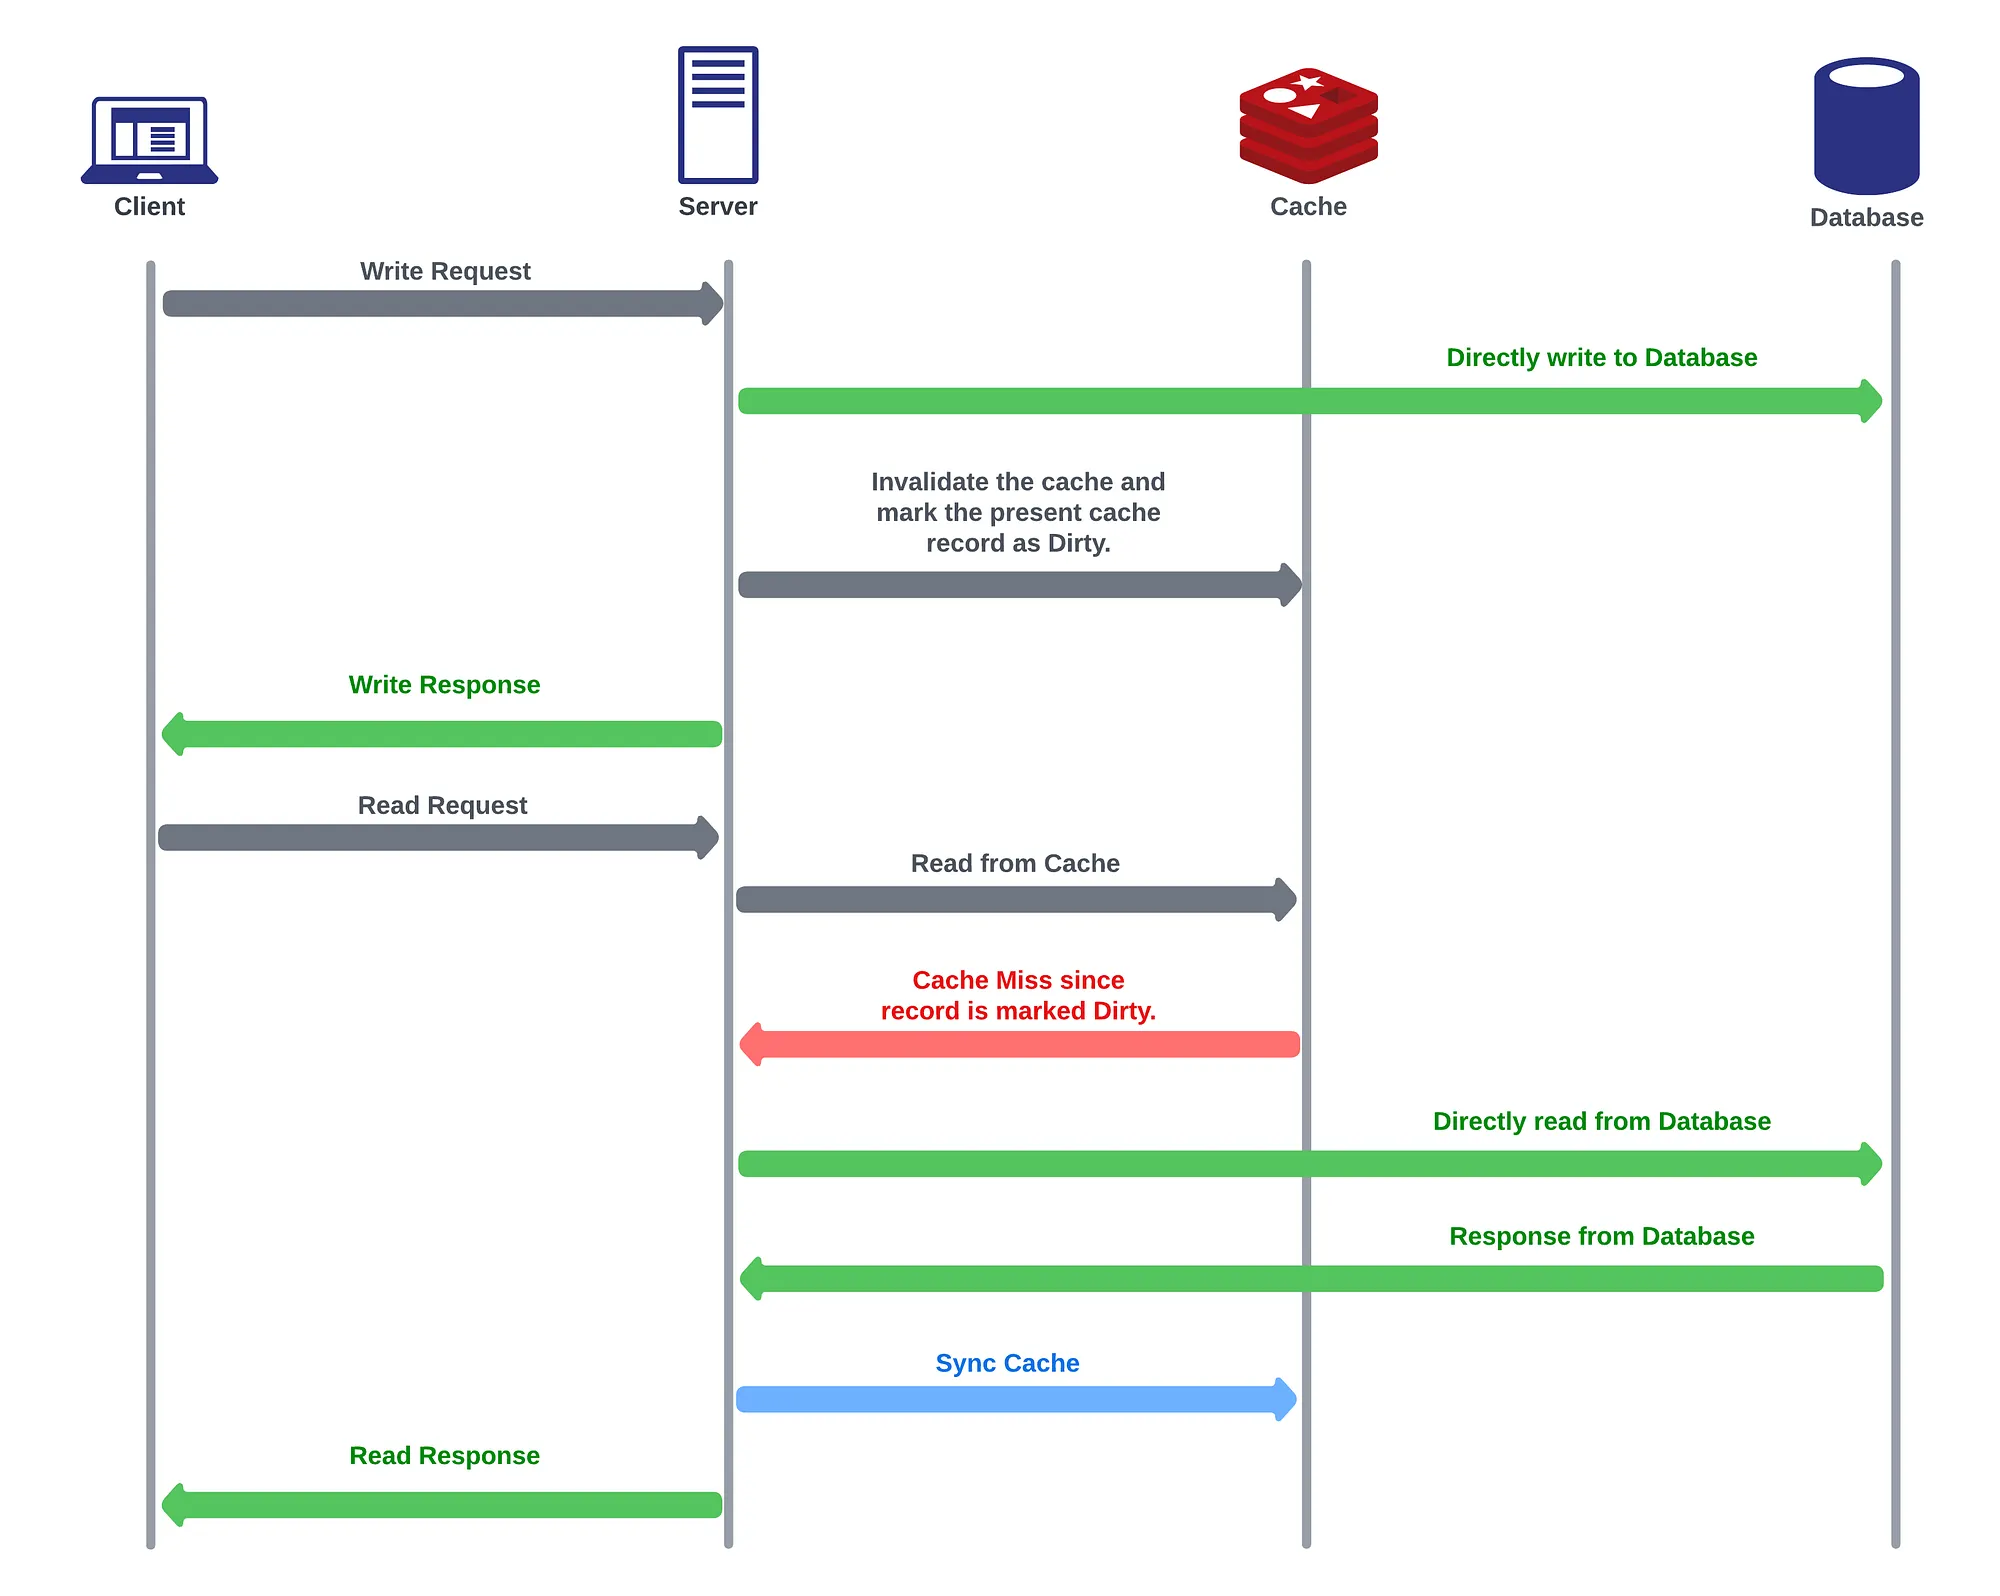 Client
Server
Cache
Database
Write Request
Directly write to Database
Invalidate the cache and
mark the present cache
record as Dirty.
Write Response
Read Request
Read from Cache
Cache Miss since
record is marked Dirty.
Directly read from Database
Response from Database
Sync Cache
Read Response